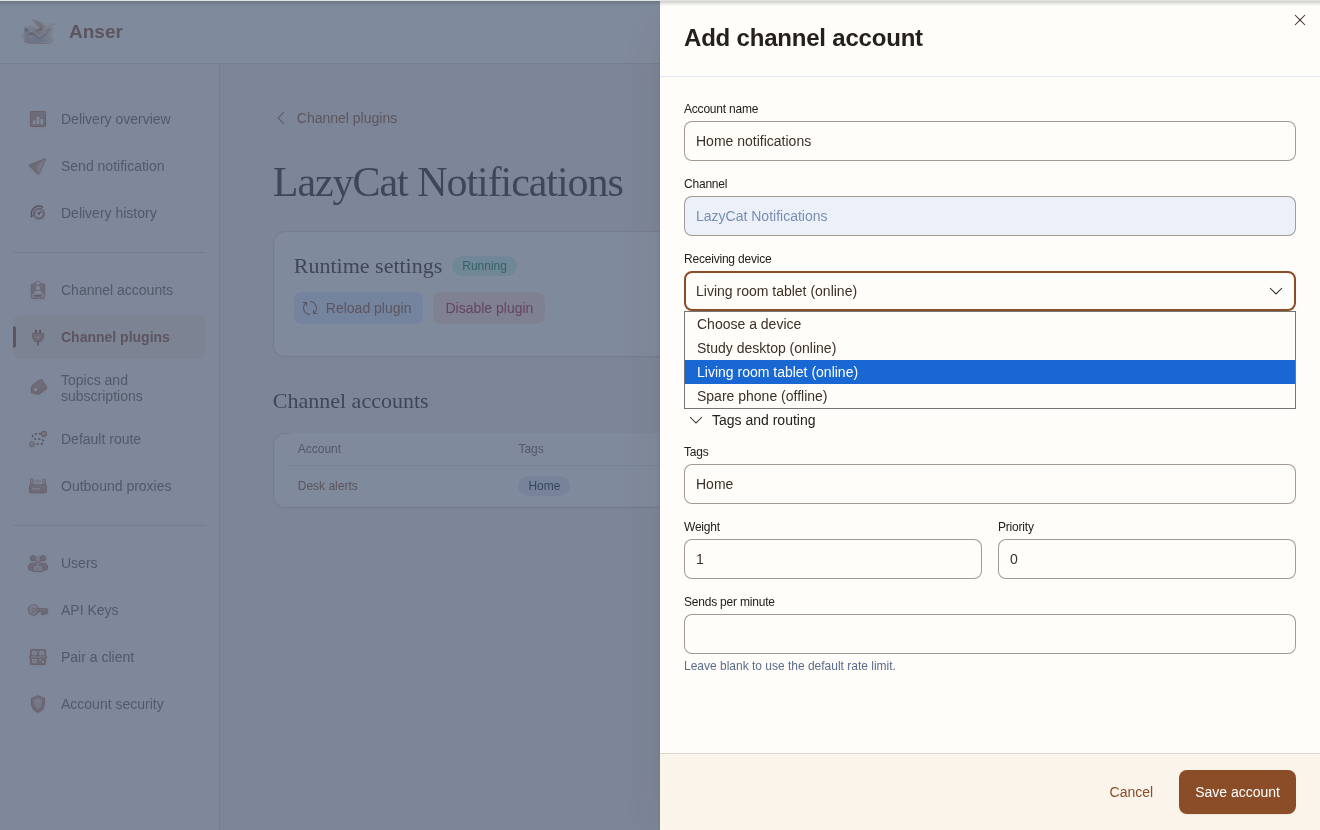 Anser
Delivery overview
Send notification
Delivery history
Channel accounts
Channel plugins
Topics and
subscriptions
Default route
Outbound proxies
Users
API Keys
Pair a client
Account security
Channel plugins
LazyCat Notifications
Runtime settings
Running
Reload plugin
Disable plugin
Channel accounts
Account
Tags
Desk alerts
Home
Add channel account
Account name
Home notifications
Channel
LazyCat Notifications
Receiving device
Living room tablet (online)
Choose a device
Study desktop (online)
Living room tablet (online)
Spare phone (offline)
Tags and routing
Tags
Home
Weight
Priority
1
0
Sends per minute
Leave blank to use the default rate limit.
Cancel
Save account